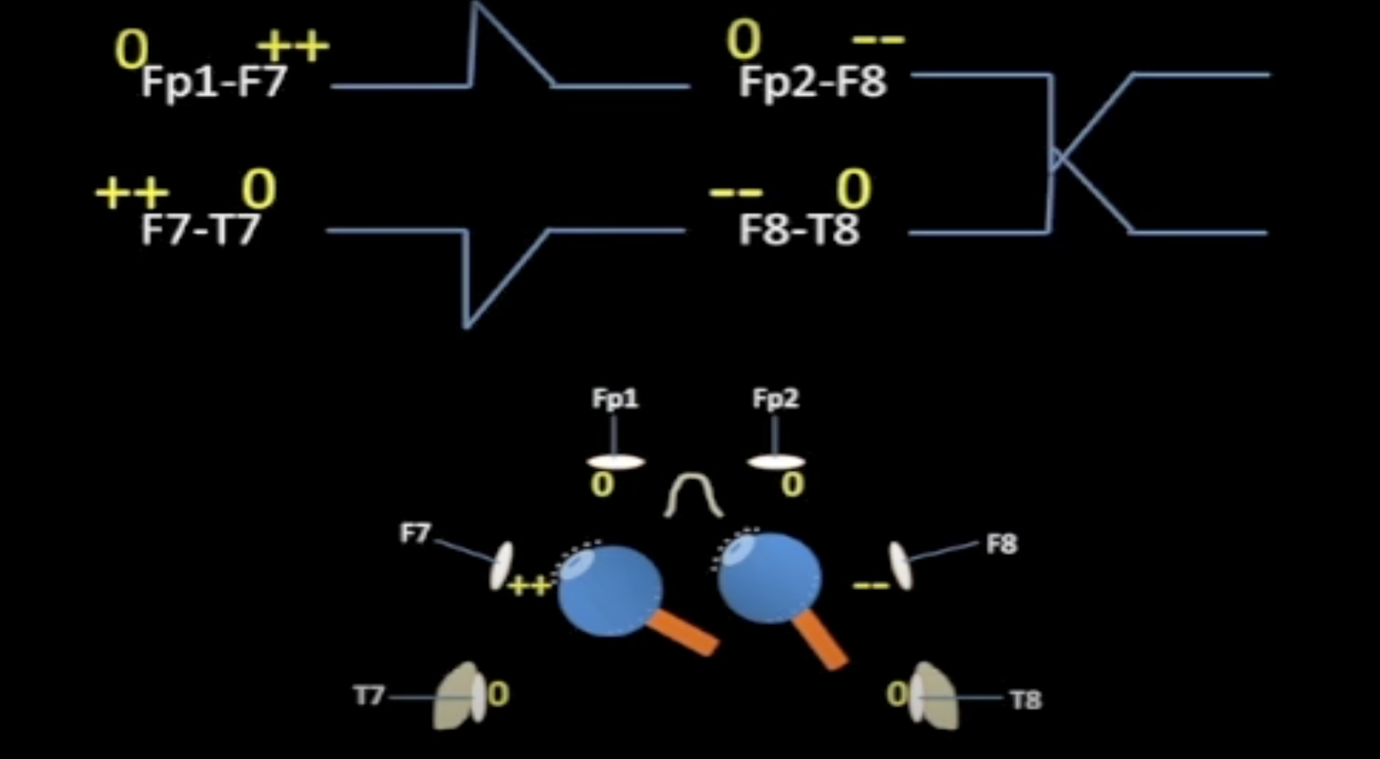 0 ++ 0 --
Fp1-F7 Fp2-F8
++ 0 -- 0
F7-T7 F8-T8
Fp1 Fp2
0 0
F7 F8
++ --
T7 0 0 T8